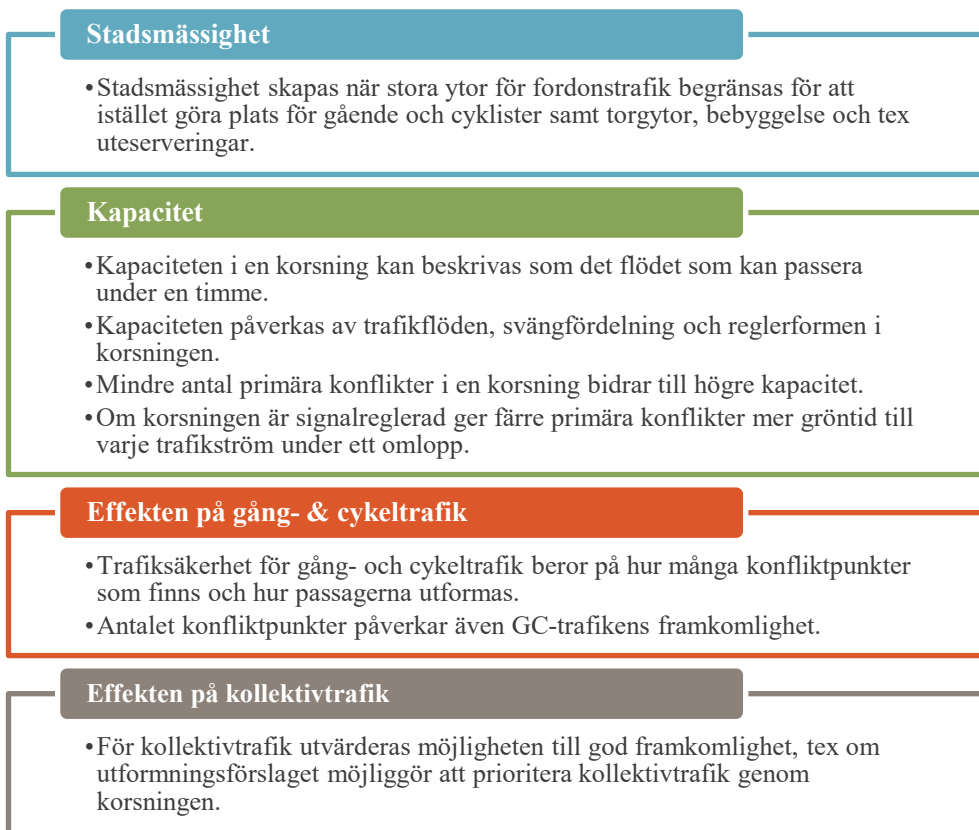 Stadsmässighet
•Stadsmässighet skapas när stora ytor för fordonstrafik begränsas för att
istället göra plats för gående och cyklister samt torgytor, bebyggelse och tex
uteserveringar.
Kapacitet
•Kapaciteten i en korsning kan beskrivas som det flödet som kan passera
under en timme.
•Kapaciteten påverkas av trafikflöden, svängfördelning och reglerformen i
korsningen.
•Mindre antal primära konflikter i en korsning bidrar till högre kapacitet.
•Om korsningen är signalreglerad ger färre primära konflikter mer gröntid till
varje trafikström under ett omlopp.
Effekten på gång- & cykeltrafik
•Trafiksäkerhet för gång- och cykeltrafik beror på hur många konfliktpunkter
som finns och hur passagerna utformas.
•Antalet konfliktpunkter påverkar även GC-trafikens framkomlighet.
Effekten på kollektivtrafik
•För kollektivtrafik utvärderas möjligheten till god framkomlighet, tex om
utformningsförslaget möjliggör att prioritera kollektivtrafik genom
korsningen.